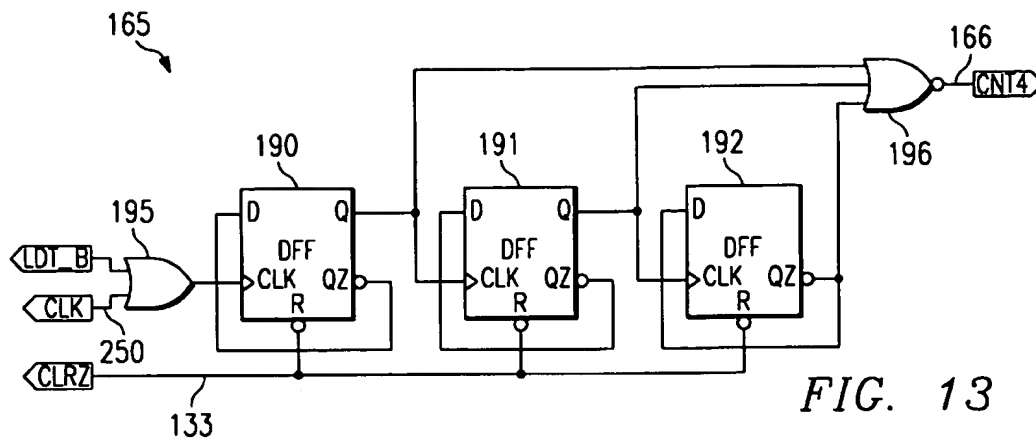 165
166
CNT4
196
190
191
192
195
D Q
DFF
CLK QZ
R
D Q
DFF
CLK QZ
R
D
DFF
CLK QZ
R
LDT_B
CLK
250
CLRZ
133
FIG. 13